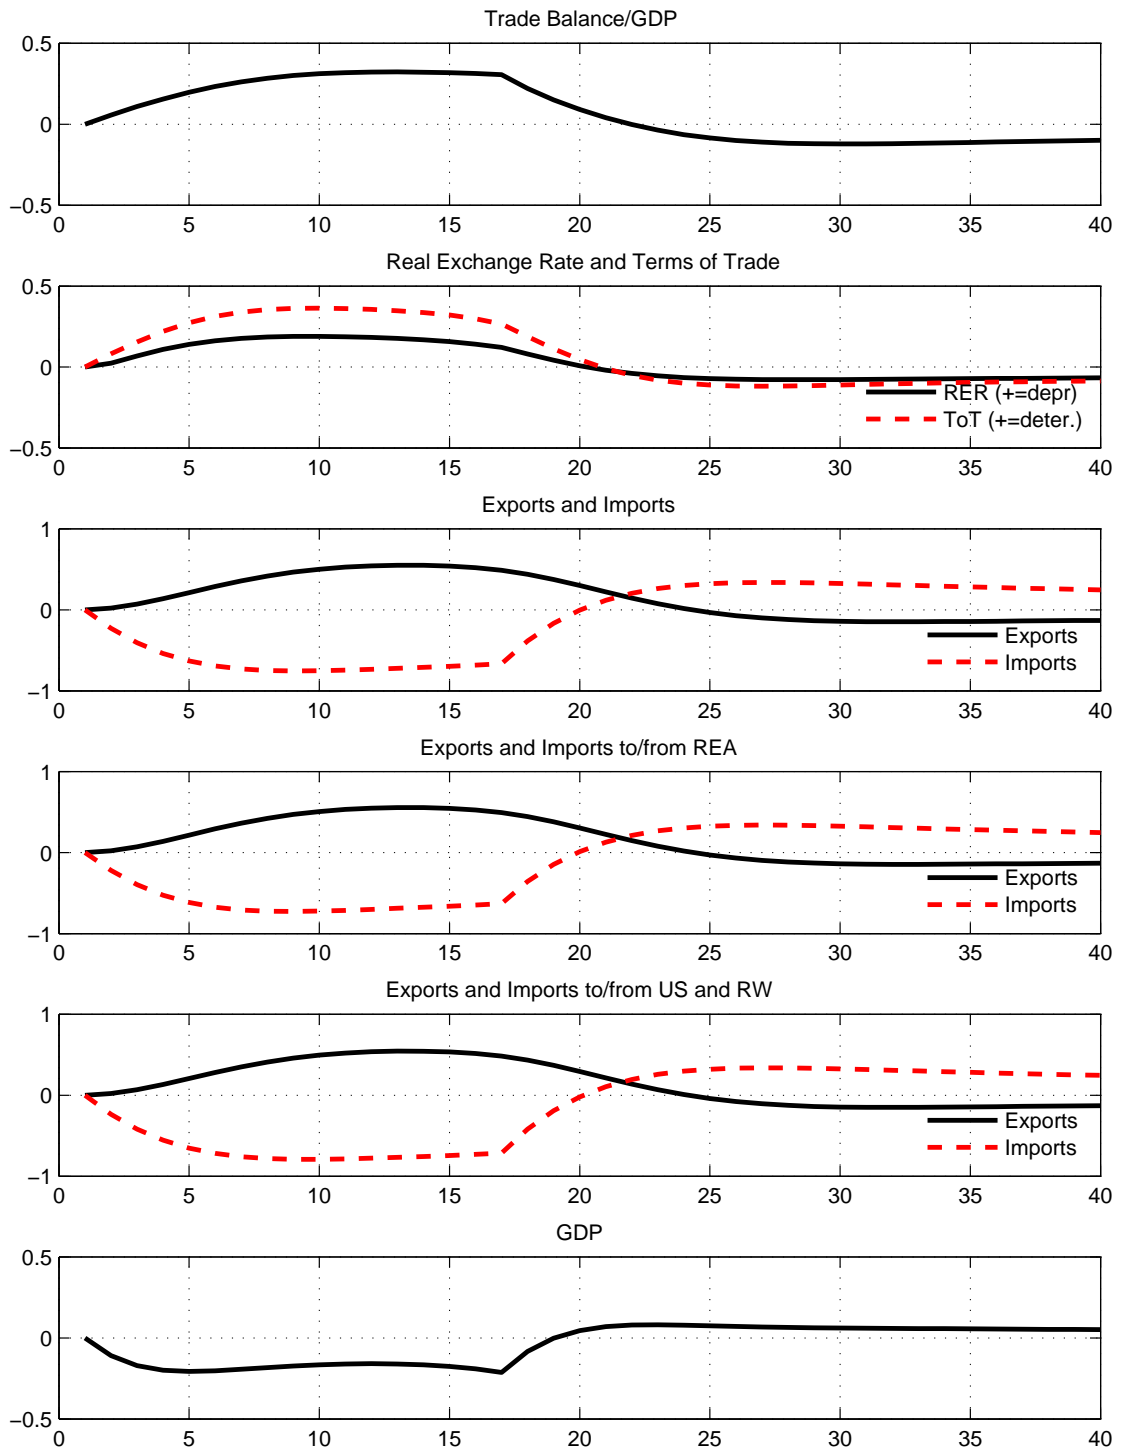 Trade Balance/GDP
0.5
0
−0.5
0 5 10 15 20 25 30 35 40
Real Exchange Rate and Terms of Trade
0.5
0
RER (+=depr)
ToT (+=deter.)
−0.5
0 5 10 15 20 25 30 35 40
Exports and Imports
1
0
Exports
Imports
−1
0 5 10 15 20 25 30 35 40
Exports and Imports to/from REA
1
0
Exports
Imports
−1
0 5 10 15 20 25 30 35 40
Exports and Imports to/from US and RW
1
0
Exports
Imports
−1
0 5 10 15 20 25 30 35 40
GDP
0.5
0
−0.5
0 5 10 15 20 25 30 35 40